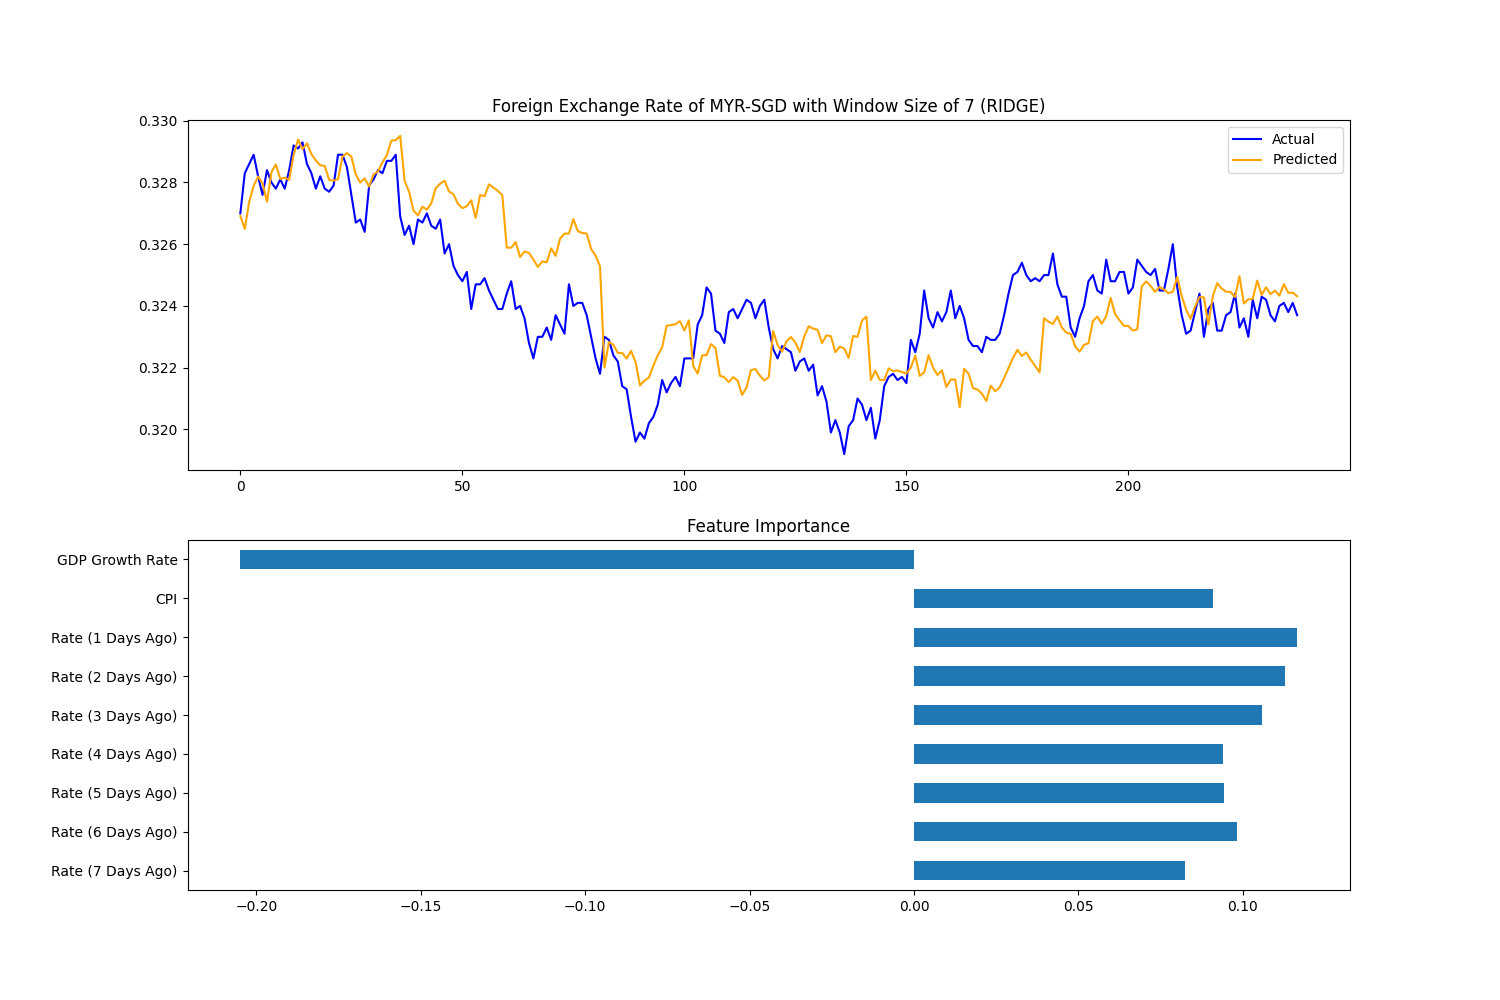 Foreign Exchange Rate of MYR-SGD with Window Size of 7 (RIDGE)
0.330
0.328
0.326
0.324
0.322
0.320
Actual
Predicted
0
50
100
150
200
Feature Importance
GDP Growth Rate
CPI
Rate (1 Days Ago)
Rate (2 Days Ago)
Rate (3 Days Ago)
Rate (4 Days Ago)
Rate (5 Days Ago)
Rate (6 Days Ago)
Rate (7 Days Ago)
−0.20
−0.15
−0.10
−0.05
0.00
0.05
0.10